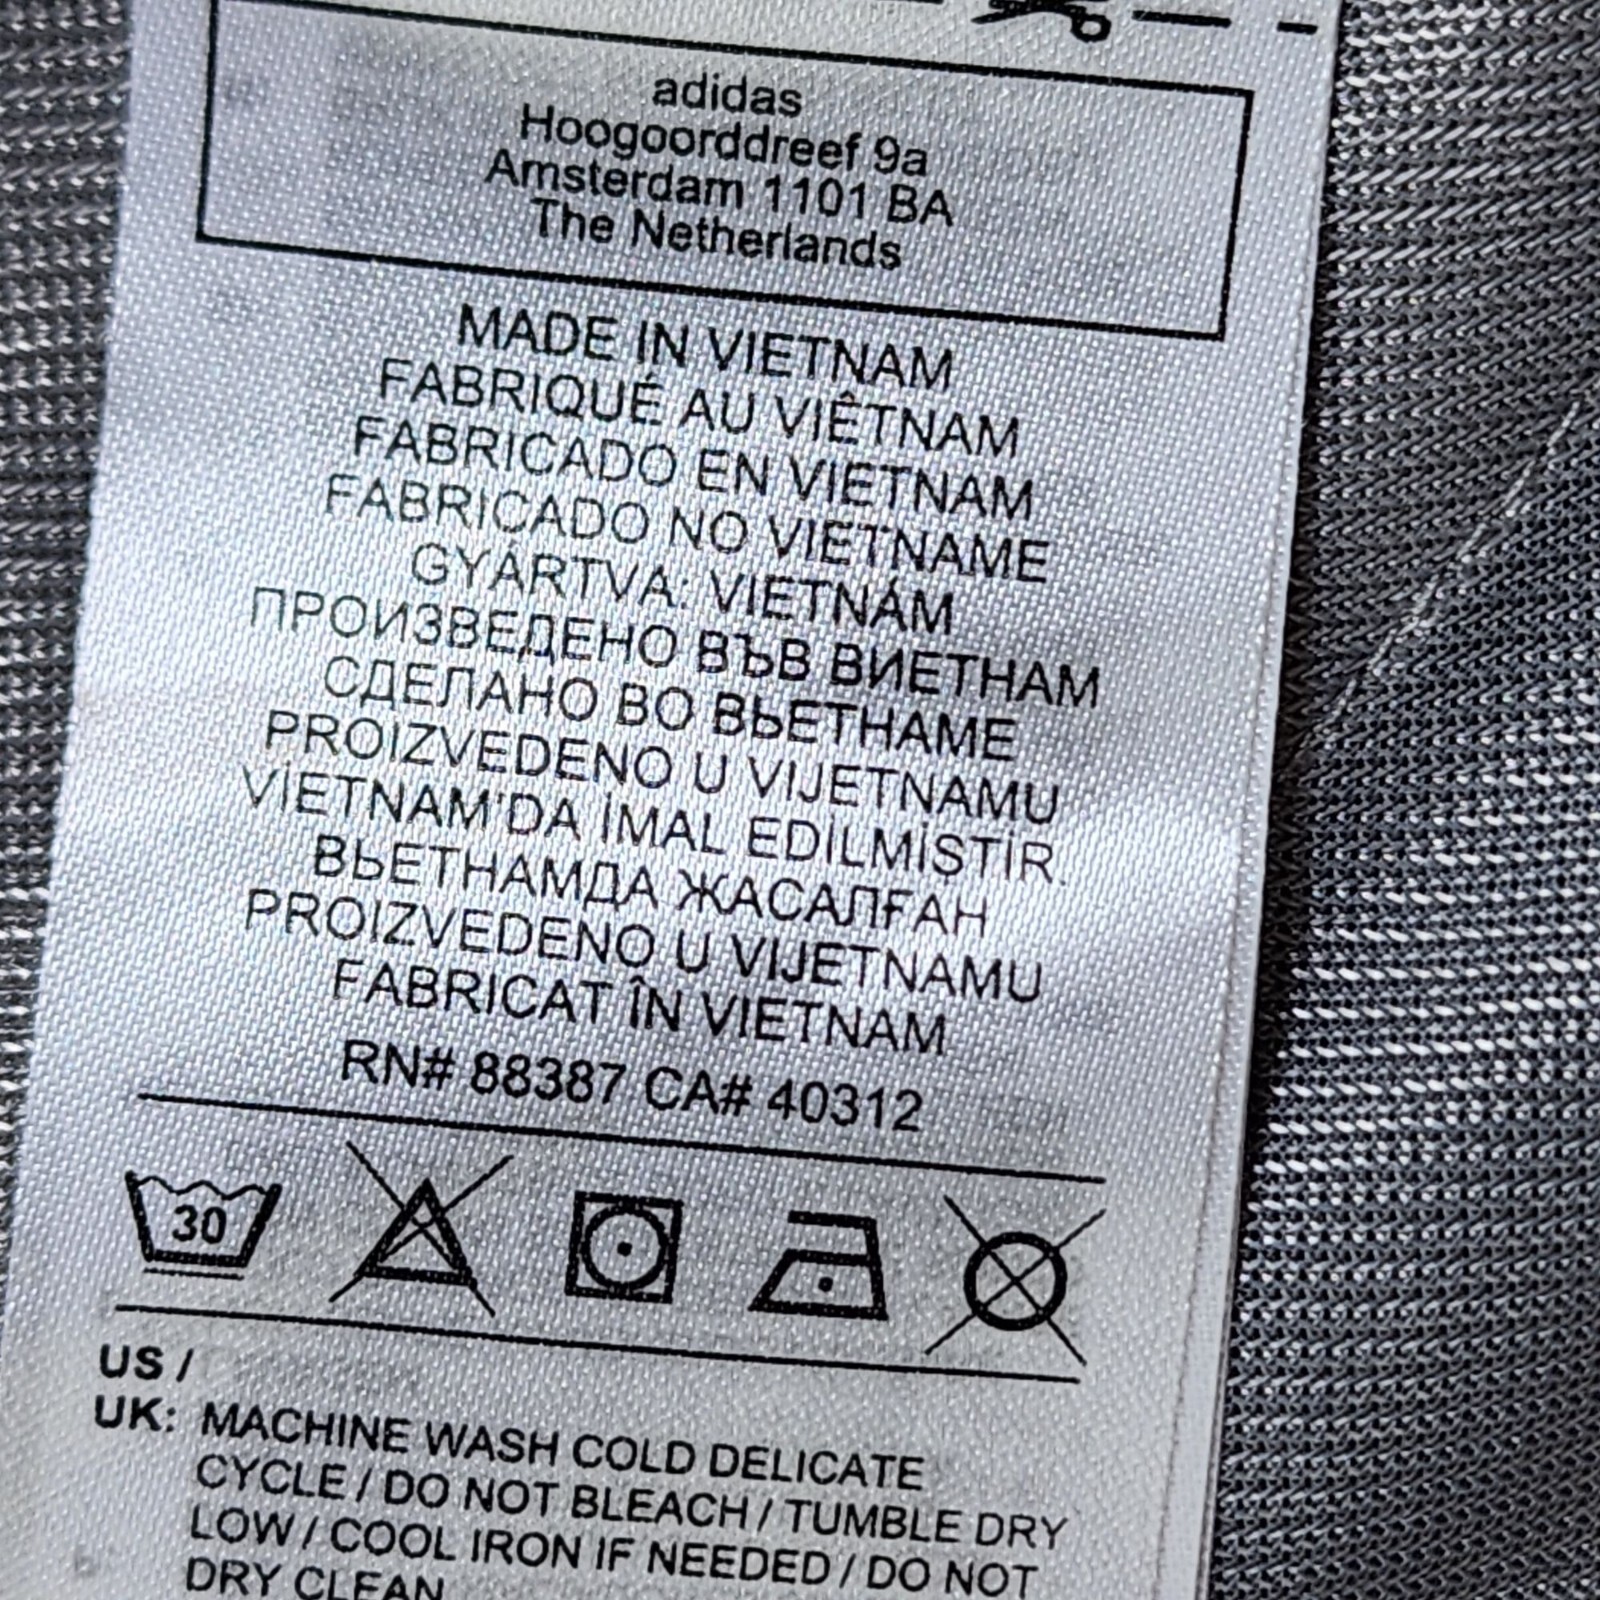 adidas
Hoogoorddreef 9a
Amsterdam 1101 BA
The Netherlands
MADE IN VIETNAM
FABRIQUÉ AU VIÊTNAM
FABRICADO EN VIETNAM
FABRICADO NO VIETNAME
GYÁRTVA: VIETNÁM
ПРОИЗВЕДЕНО ВЪВ ВИЕТНАМ
СДЕЛАНО ВО ВЬЕТНАМЕ
PROIZVEDENO U VIJETNAMU
VİETNAM'DA İMAL EDİLMİŞTİR.
ВЬЕТНАМДА ЖАСАЛҒАН
PROIZVEDENO U VIJETNAMU
FABRICAT ÎN VIETNAM
RN# 88387 CA# 40312
30
US /
UK: MACHINE WASH COLD DELICATE
CYCLE / DO NOT BLEACH / TUMBLE DRY
LOW / COOL IRON IF NEEDED / DO NOT
DRY CLEAN